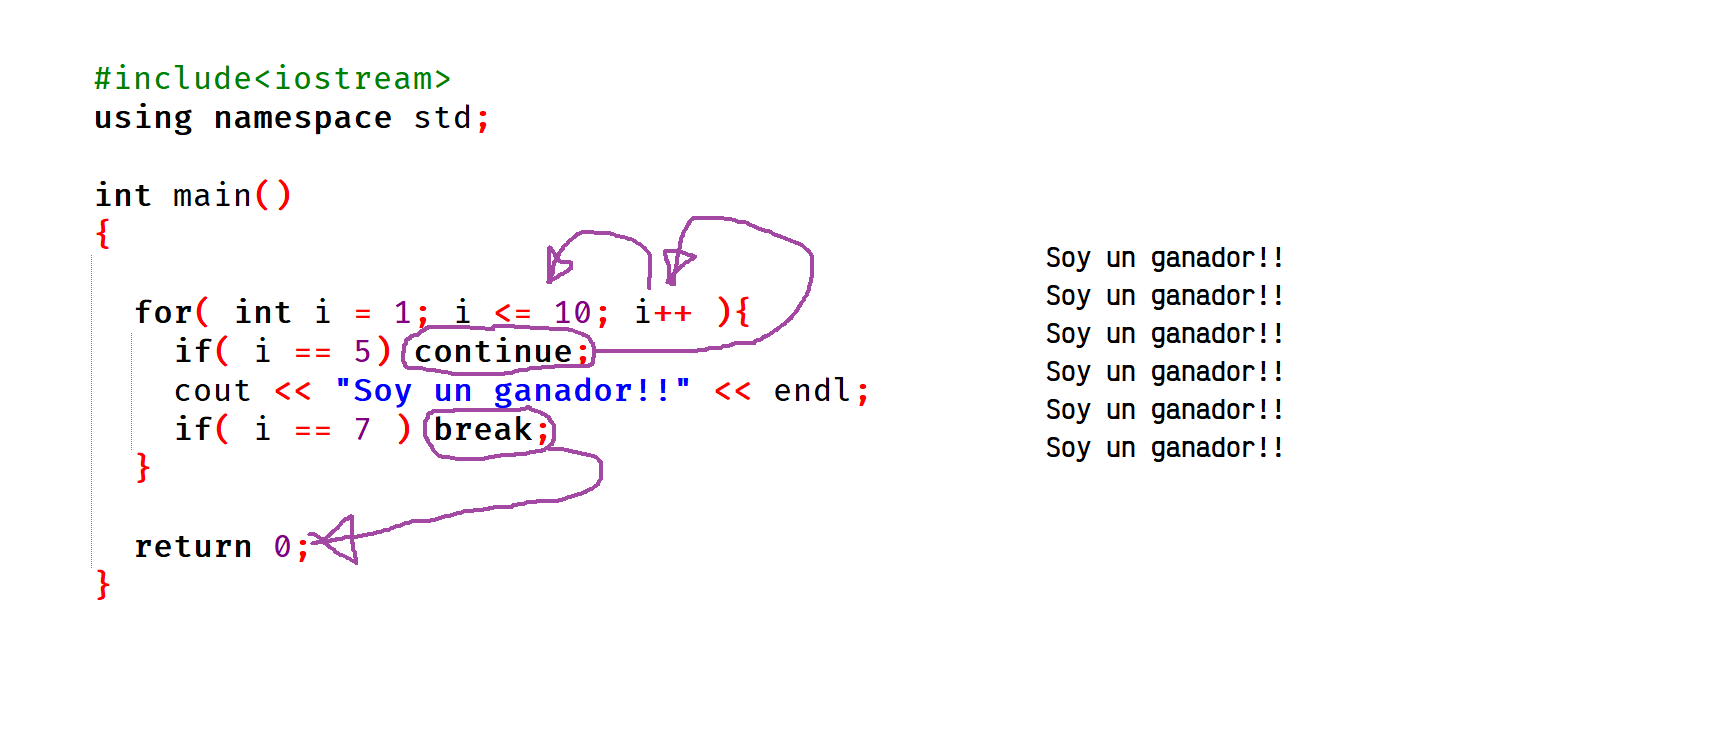 #include<iostream>
using namespace std;
int main()
{
for( int i = 1; i <= 10; i++ ){
if( i == 5) continue;
cout << "Soy un ganador!!" << endl;
if( i == 7 ) break;
}
return 0;
}
Soy un ganador!!
Soy un ganador!!
Soy un ganador!!
Soy un ganador!!
Soy un ganador!!
Soy un ganador!!